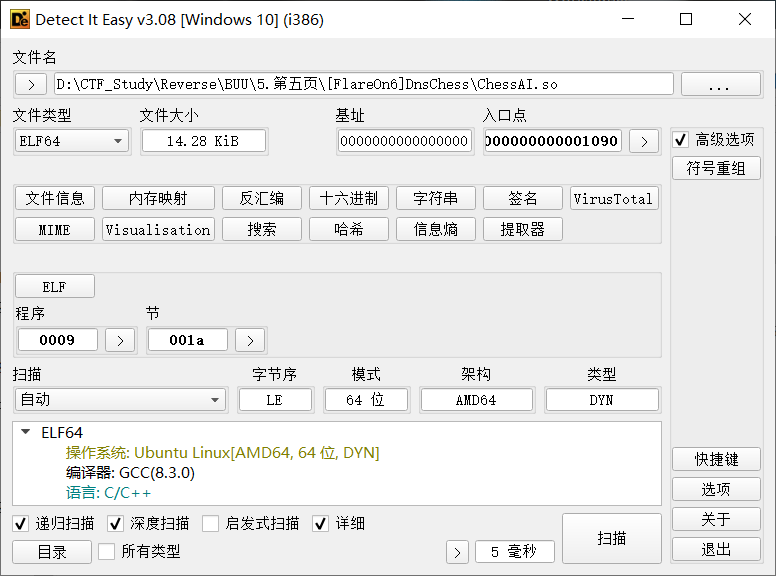 Detect It Easy v3.08 [Windows 10] (i386)
文件名
> D:\CTF_Study\Reverse\BUU\5.第五页\[FlareOn6]DnsChess\ChessAI.so ...
文件类型 文件大小 基址 入口点
ELF64 14.28 KiB 0000000000000000 000000000001090 > 高级选项
符号重组
文件信息 内存映射 反汇编 十六进制 字符串 签名 VirusTotal
MIME Visualisation 搜索 哈希 信息熵 提取器
ELF
程序 节
0009 > 001a >
扫描 字节序 模式 架构 类型
自动 LE 64 位 AMD64 DYN
ELF64
操作系统: Ubuntu Linux[AMD64, 64 位, DYN]
编译器: GCC(8.3.0)
语言: C/C++
快捷键
选项
关于
退出
递归扫描 深度扫描 启发式扫描 详细
目录 所有类型 > 5 毫秒 扫描